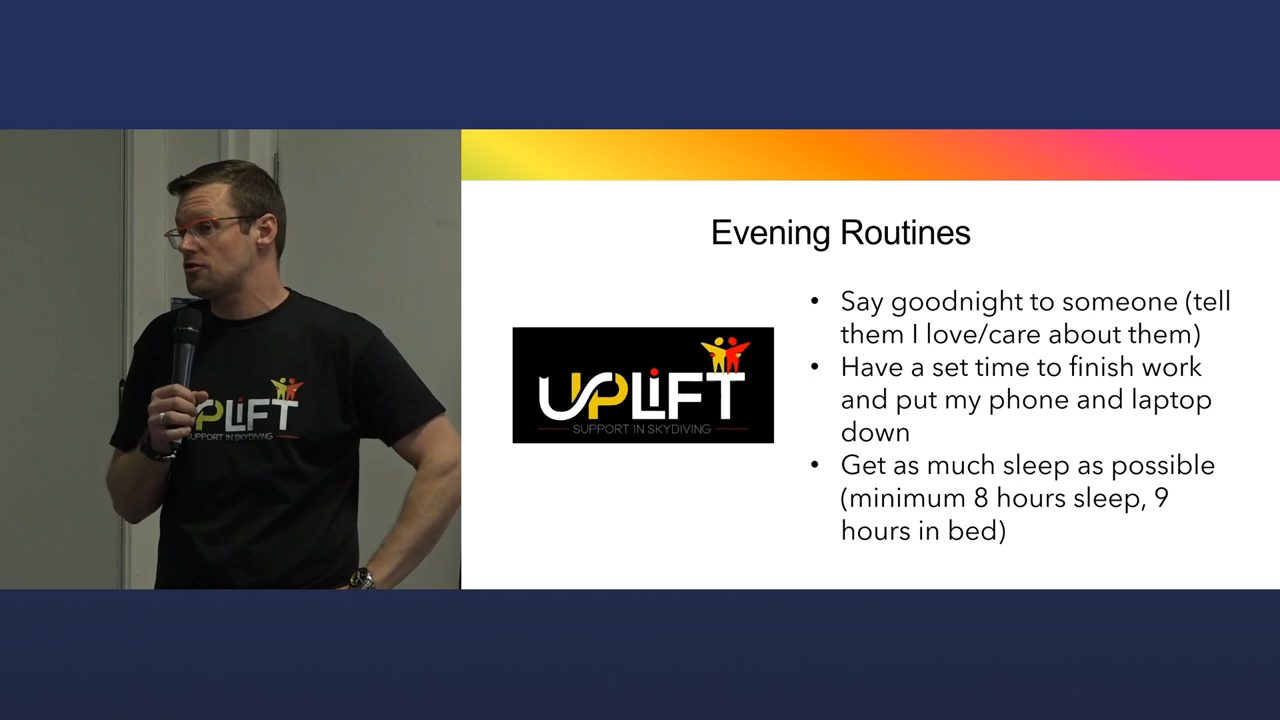 UPLiFT
SUPPORT IN SKYDIVING
Evening Routines
UPLiFT
SUPPORT IN SKYDIVING
• Say goodnight to someone (tell
them I love/care about them)
• Have a set time to finish work
and put my phone and laptop
down
• Get as much sleep as possible
(minimum 8 hours sleep, 9
hours in bed)